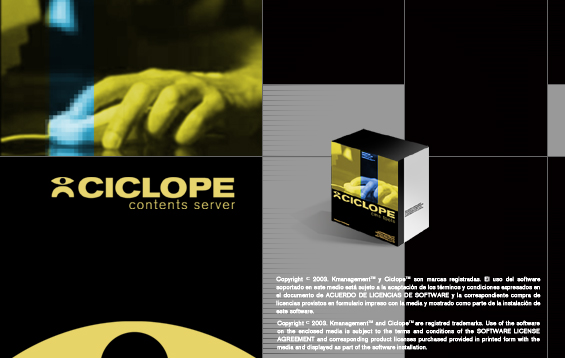 CICLOPE
contents server
CICLOPE
Copyright © 2003. Kmanagement™ y Ciclope™ son marcas registradas. El uso del software
soportado en este medio está sujeto a la aceptación de los términos y condiciones expresados en
el documento de ACUERDO DE LICENCIAS DE SOFTWARE y la correspondiente compra de
licencias provistos en formulario impreso con la media y mostrado como parte de la instalación de
este software.
Copyright © 2003. Kmanagement™ and Ciclope™ are registred trademarks. Use of the software
on the enclosed media is subject to the terms and conditions of the SOFTWARE LICENSE
AGREEMENT and corresponding product licenses purchased provided in printed form with the
media and displayed as part of the software installation.